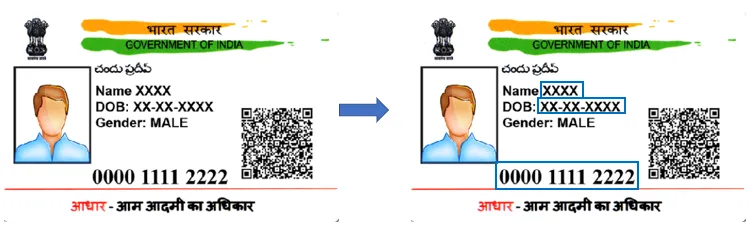 भारत सरकार
GOVERNMENT OF INDIA
చందు ప్రదీప్
Name XXXX
DOB: XX-XX-XXXX
Gender: MALE
0000 1111 2222
आधार - आम आदमी का अधिकार
भारत सरकार
GOVERNMENT OF INDIA
చందు ప్రదీప్
Name XXXX
DOB: XX-XX-XXXX
Gender: MALE
0000 1111 2222
आधार - आम आदमी का अधिकार